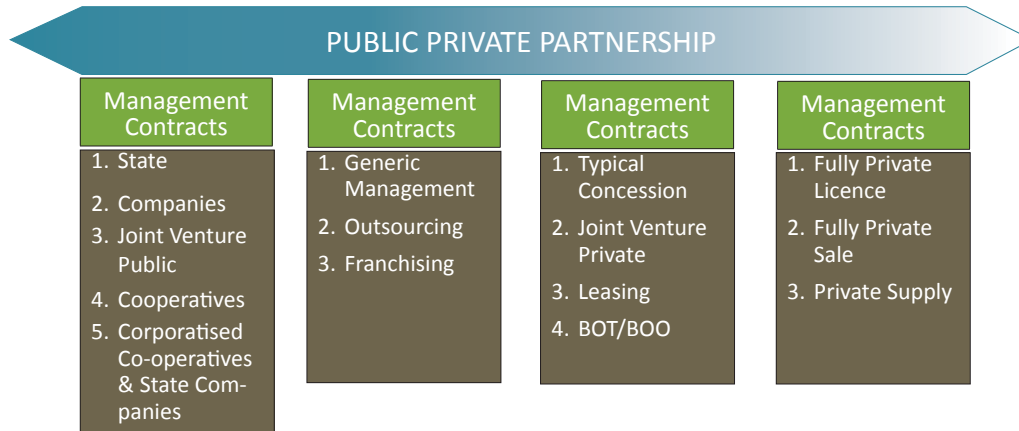 PUBLIC PRIVATE PARTNERSHIP
Management
Contracts
1. State
2. Companies
3. Joint Venture
Public
4. Cooperatives
5. Corporatised
Co-operatives
& State Com-
panies
Management
Contracts
1. Generic
Management
2. Outsourcing
3. Franchising
Management
Contracts
1. Typical
Concession
2. Joint Venture
Private
3. Leasing
4. BOT/BOO
Management
Contracts
1. Fully Private
Licence
2. Fully Private
Sale
3. Private Supply